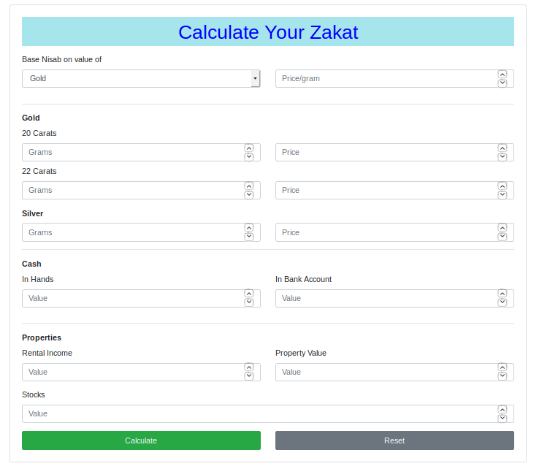 Calculate Your Zakat
Base Nisab on value of
Gold Price/gram
Gold
20 Carats
Grams Price
22 Carats
Grams Price
Silver
Grams Price
Cash
In Hands In Bank Account
Value Value
Properties
Rental Income Property Value
Value Value
Stocks
Value
Calculate Reset